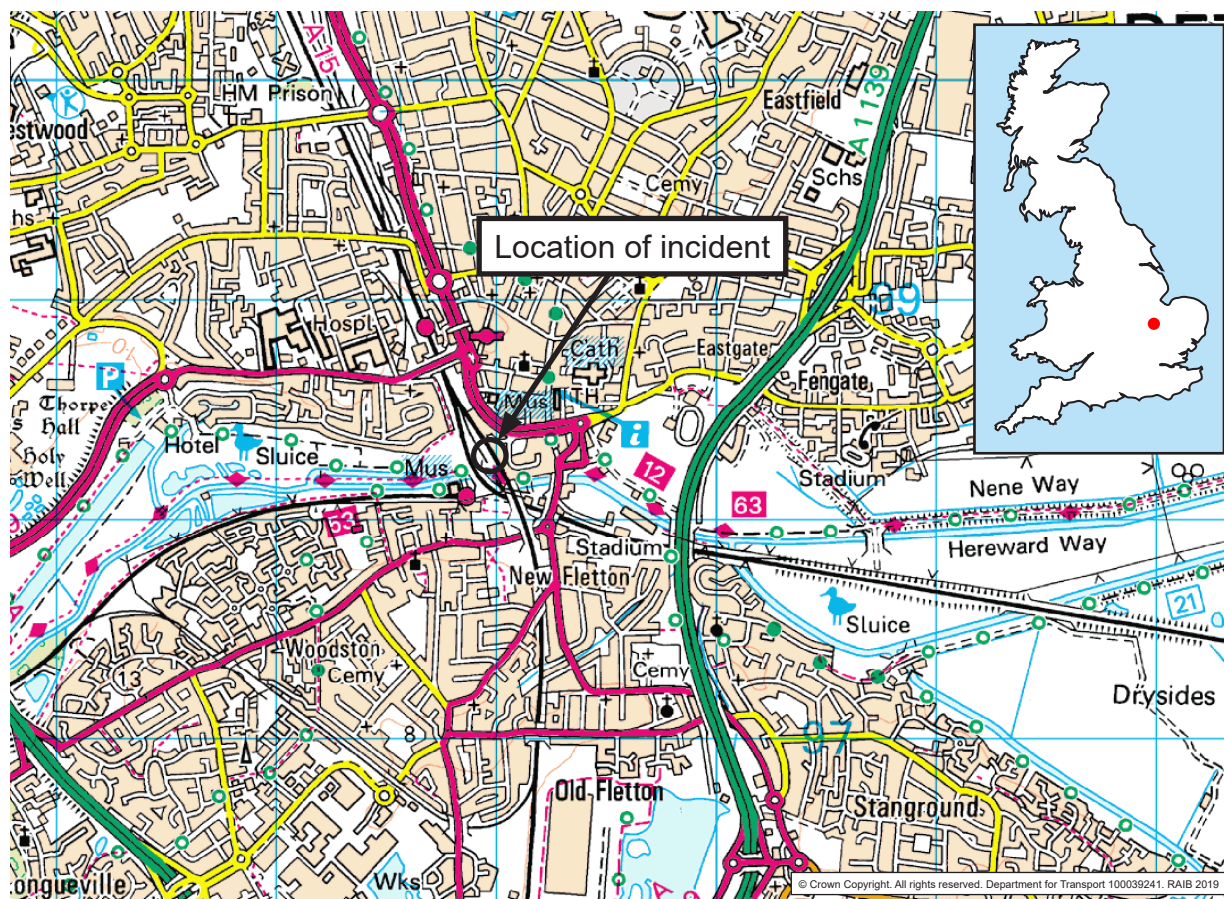 A 15
HM Prison
estwood
Eastfield
A 1139
Schs
Cemy
hs
Location of incident
99
Hospl
Cath
Eastgate
Fengate
10
P
Thorpe
Hall
Mus
TH
i
s
Holy
Well
Hotel
Sluice
Mus
12
Stadium
63
Nene Way
63
Hereward Way
Stadium
New Fletton
21
Sluice
Woodston
Cemy
Cemy
13
Drysides
8
97
Old Fletton
Stanground
ongueville
Wks
A
© Crown Copyright. All rights reserved. Department for Transport 100039241. RAIB 2019